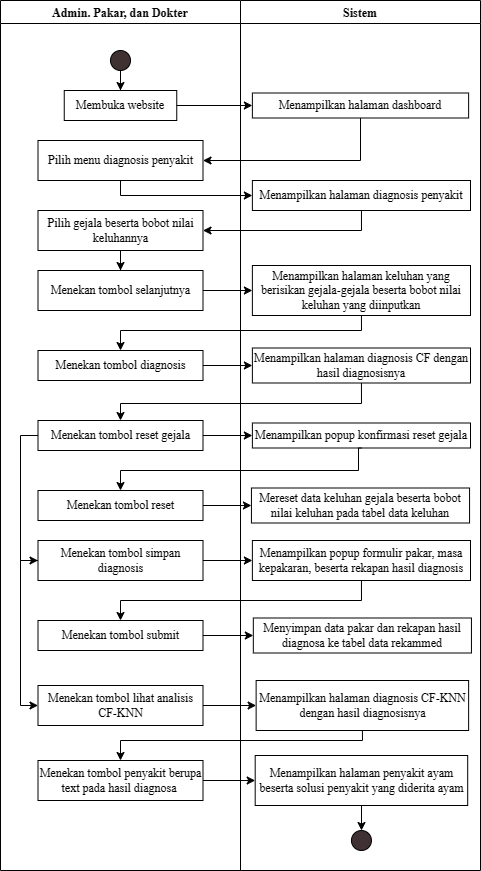 Admin. Pakar, dan Dokter
Sistem
Membuka website
Menampilkan halaman dashboard
Pilih menu diagnosis penyakit
Menampilkan halaman diagnosis penyakit
Pilih gejala beserta bobot nilai
keluhannya
Menekan tombol selanjutnya
Menampilkan halaman keluhan yang
berisikan gejala-gejala beserta bobot nilai
keluhan yang diinputkan
Menekan tombol diagnosis
Menampilkan halaman diagnosis CF dengan
hasil diagnosisnya
Menekan tombol reset gejala
Menampilkan popup konfirmasi reset gejala
Menekan tombol reset
Mereset data keluhan gejala beserta bobot
nilai keluhan pada tabel data keluhan
Menekan tombol simpan
diagnosis
Menampilkan popup formulir pakar, masa
kepakaran, beserta rekapan hasil diagnosis
Menekan tombol submit
Menyimpan data pakar dan rekapan hasil
diagnosa ke tabel data rekammed
Menekan tombol lihat analisis
CF-KNN
Menampilkan halaman diagnosis CF-KNN
dengan hasil diagnosisnya
Menekan tombol penyakit berupa
text pada hasil diagnosa
Menampilkan halaman penyakit ayam
beserta solusi penyakit yang diderita ayam